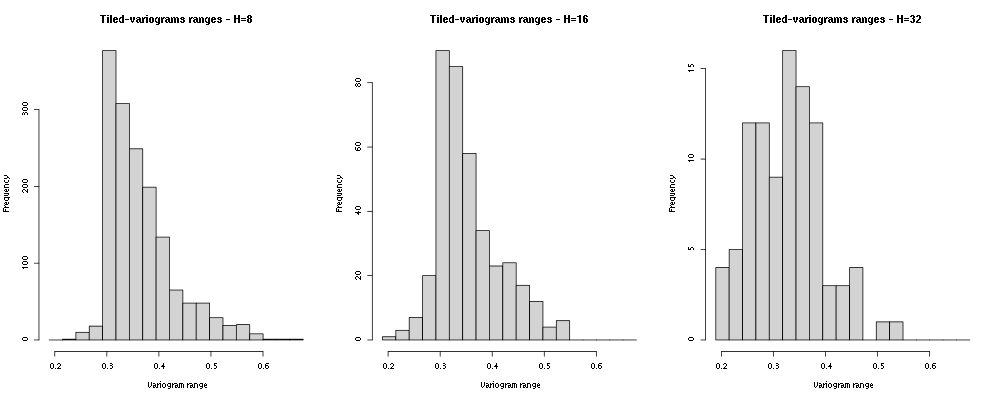 Tiled-variograms ranges - H=8
Frequency
300
200
100
0
0.2 0.3 0.4 0.5 0.6
Variogram range
Tiled-variograms ranges - H=16
Frequency
80
60
40
20
0
0.2 0.3 0.4 0.5 0.6
Variogram range
Tiled-variograms ranges - H=32
Frequency
15
10
5
0
0.2 0.3 0.4 0.5 0.6
Variogram range